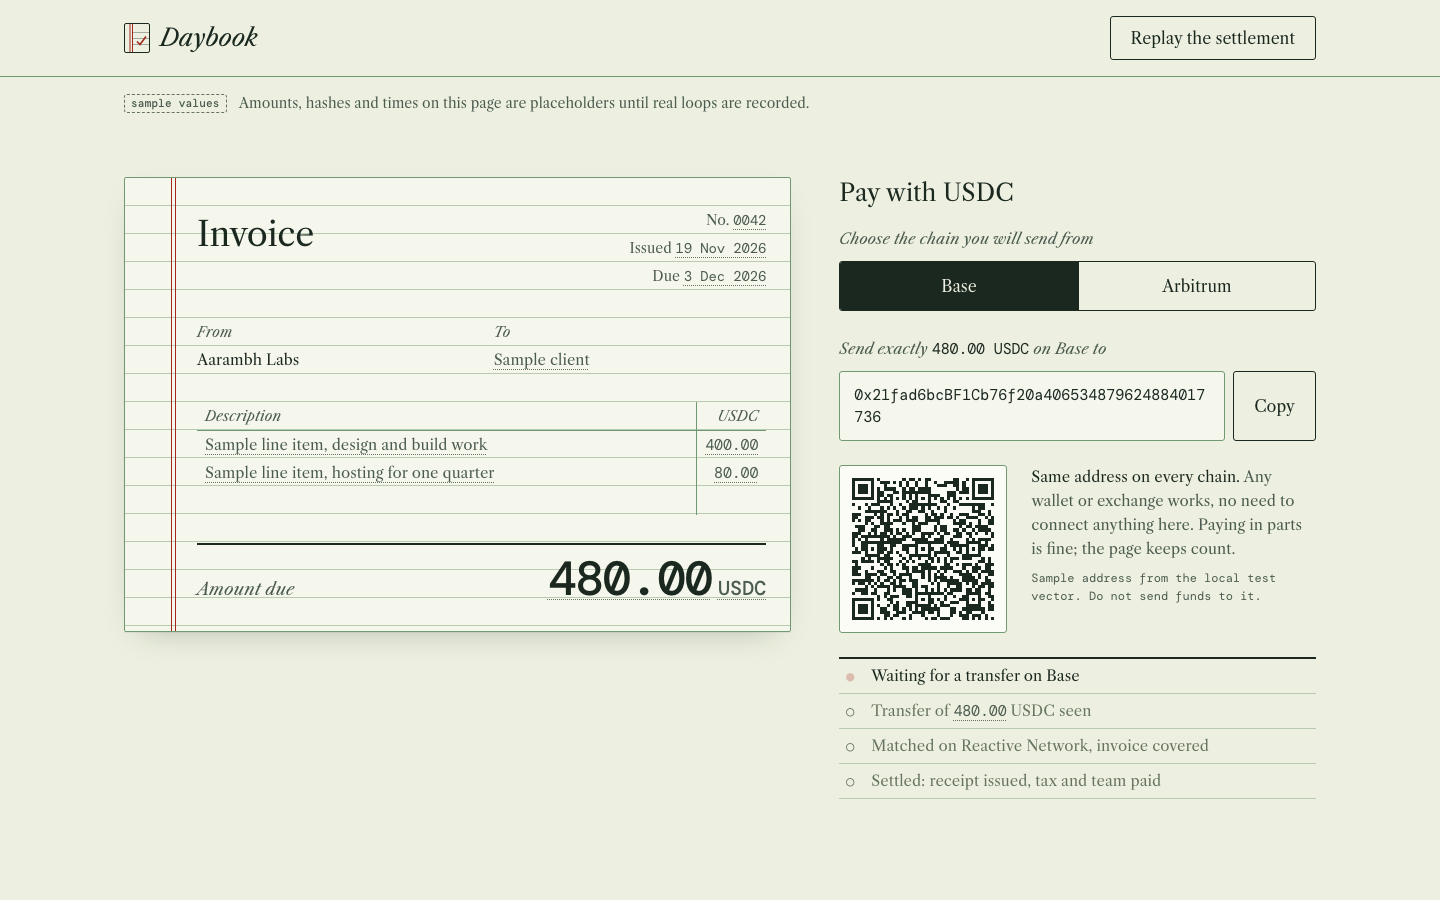 Daybook
Replay the settlement
sample values Amounts, hashes and times on this page are placeholders until real loops are recorded.
Invoice
No. 0042
Issued 19 Nov 2026
Due 3 Dec 2026
From To
Aarambh Labs Sample client
Description USDC
Sample line item, design and build work 400.00
Sample line item, hosting for one quarter 80.00
Amount due 480.00 USDC
Pay with USDC
Choose the chain you will send from
Base Arbitrum
Send exactly 480.00 USDC on Base to
0x21fad6bcBF1Cb76f20a406534879624884017
736
Copy
Same address on every chain. Any
wallet or exchange works, no need to
connect anything here. Paying in parts
is fine; the page keeps count.
Sample address from the local test
vector. Do not send funds to it.
Waiting for a transfer on Base
Transfer of 480.00 USDC seen
Matched on Reactive Network, invoice covered
Settled: receipt issued, tax and team paid